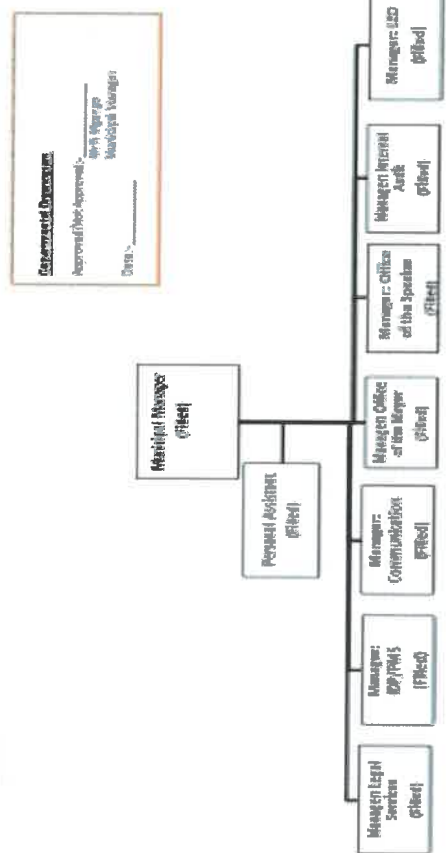 Approved/Not Approved:-
Municipal Manager
Date:-
Municipal Manager
(Filled)
Personal Assistant
(Filled)
Manager: Legal
Services
(Filled)
Manager:
IDP/PMS
(Filled)
Manager:
Communication
(Filled)
Manager: Office
of the Mayor
(Filled)
Manager: Office
of the Speaker
(Filled)
Manager: Internal
Audit
(Filled)
Manager: LED
(Filled)